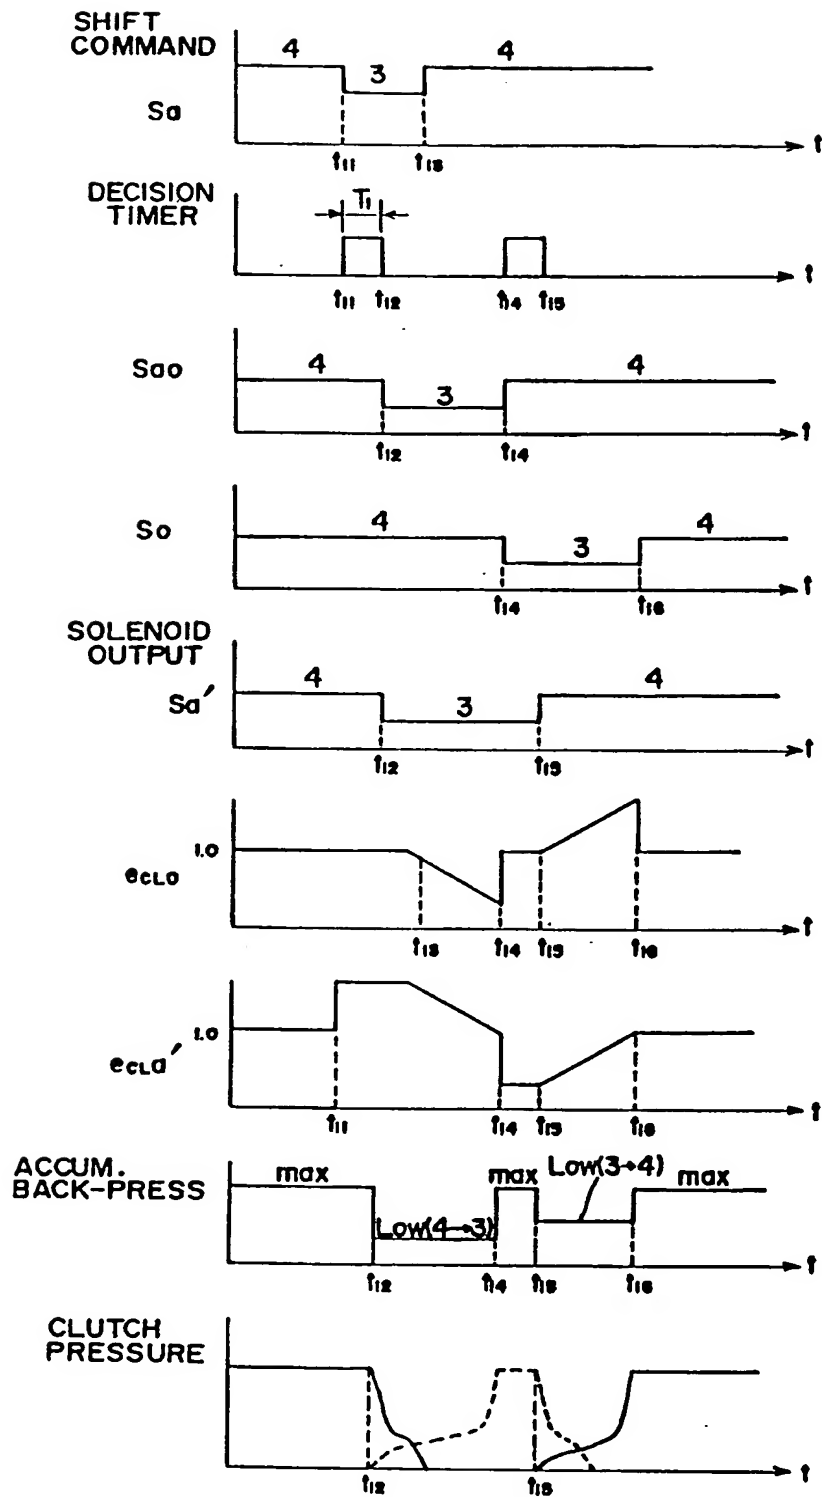 SHIFT
COMMAND
4 3 4
Sa
t
t11 t13
DECISION
TIMER
T1
t
t11 t12 t14 t15
Sao
4 3 4
t
t12 t14
So
4 3 4
t
t14 t16
SOLENOID
OUTPUT
4 3 4
Sa'
t
t12 t15
1.0
eCLa
t
t13 t14 t15 t16
1.0
eCLa'
t
t11 t14 t15 t16
ACCUM.
BACK-PRESS
max max Low(3→4) max
Low(4→3)
t
t12 t14 t15 t16
CLUTCH
PRESSURE
t
t12 t15